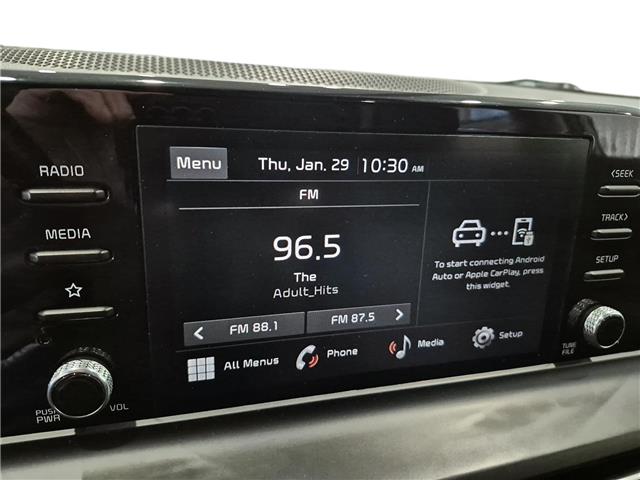 Menu Thu, Jan. 29 10:30 AM
RADIO
MEDIA
PUSH
PWR
VOL
FM
96.5
The
Adult_Hits
< FM 88.1 FM 87.5 >
To start connecting Android
Auto or Apple CarPlay, press
this widget.
All Menus Phone Media Setup
<SEEK
TRACK>
SETUP
TUNE
FILE